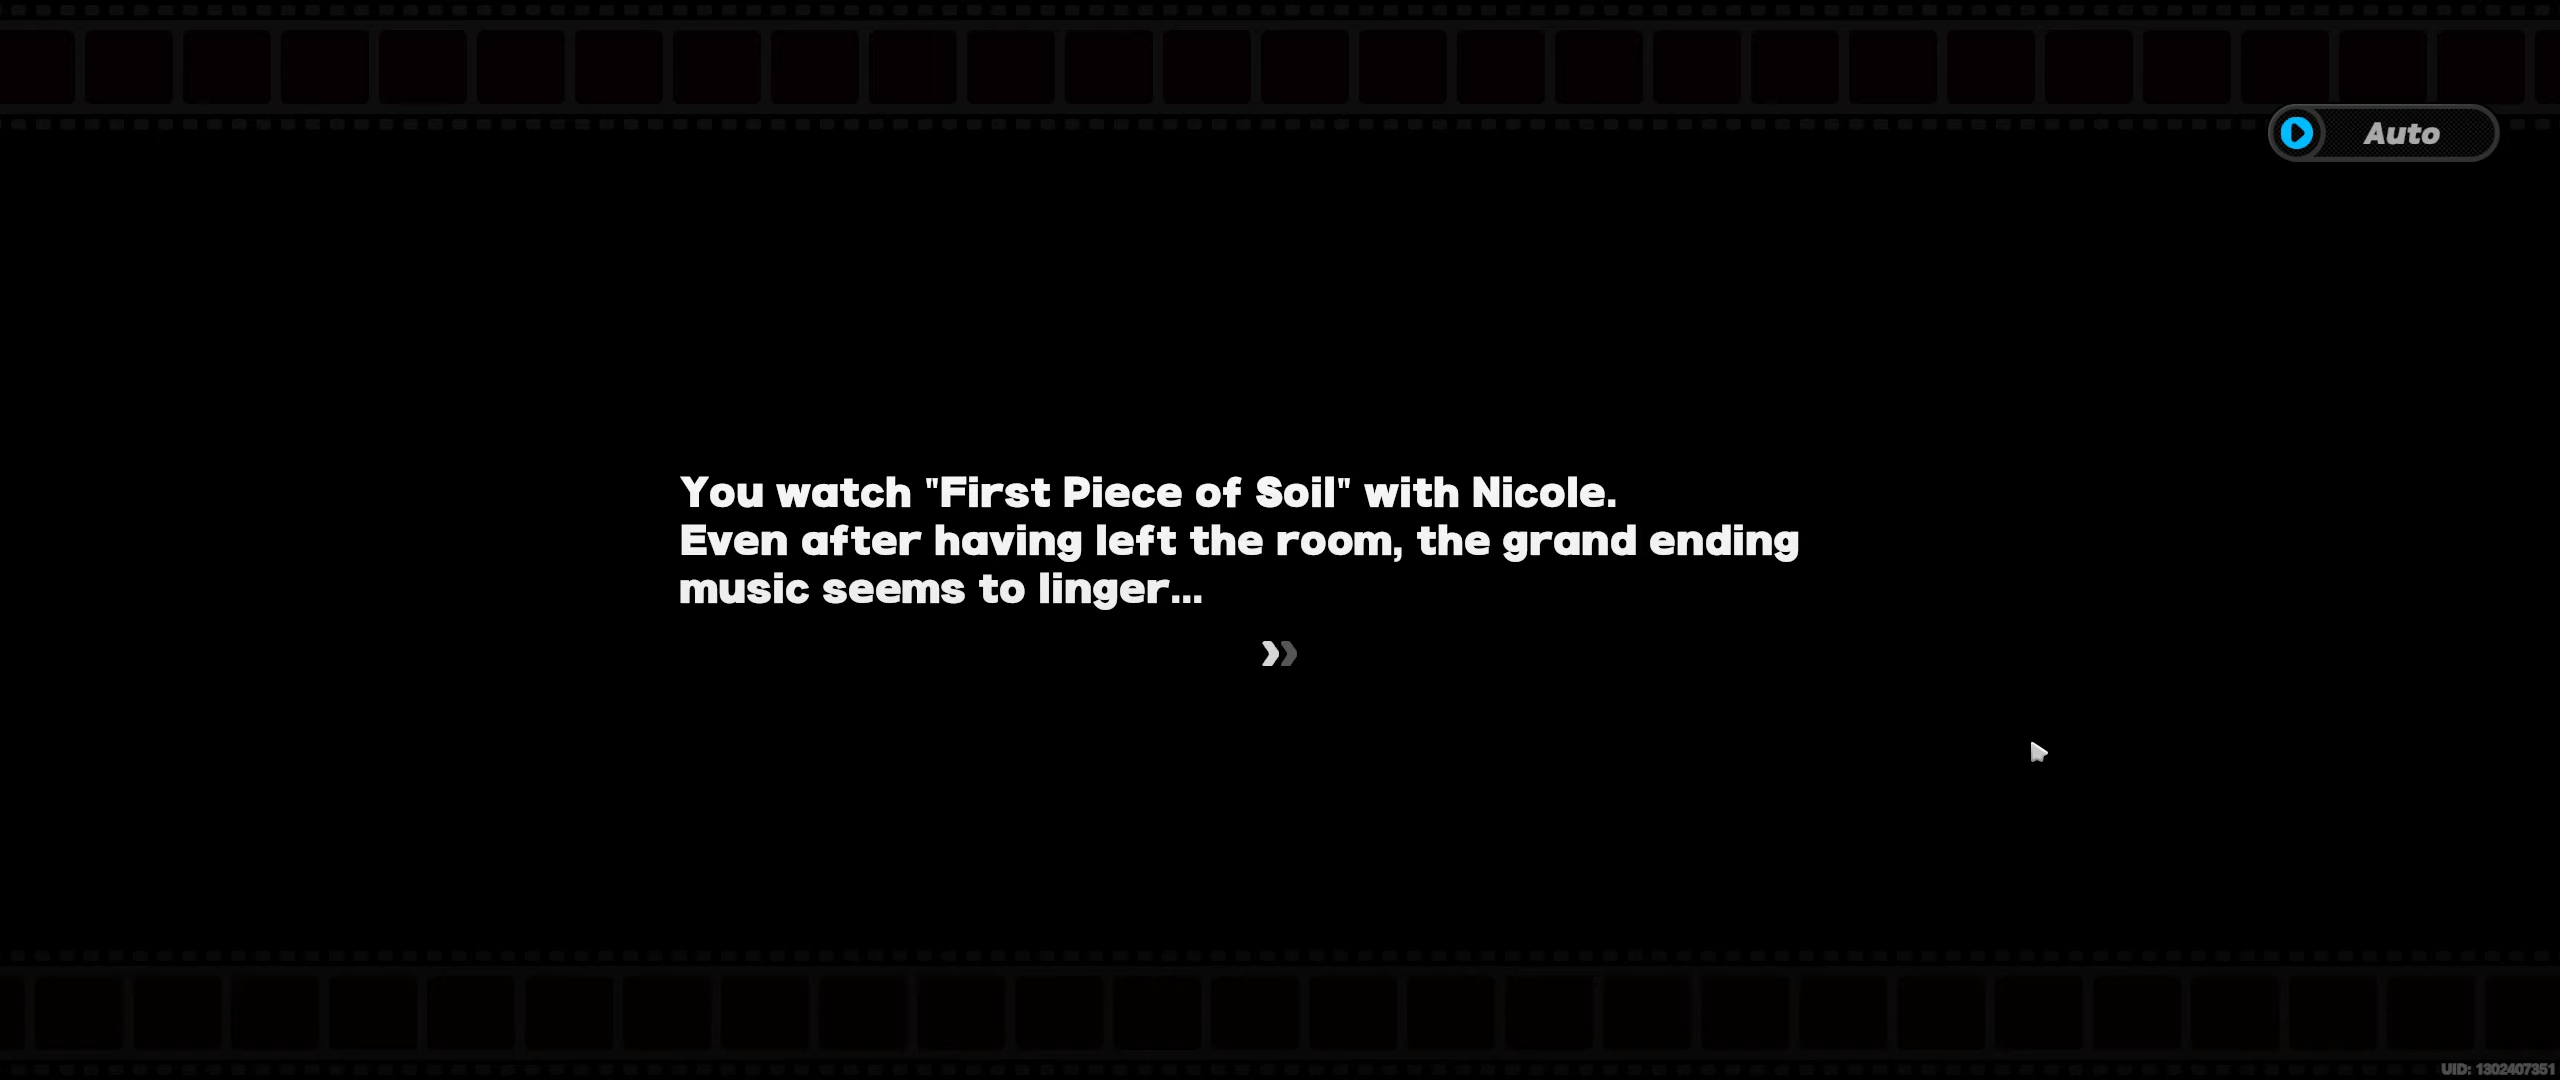 Auto
You watch "First Piece of Soil" with Nicole.
Even after having left the room, the grand ending
music seems to linger...
UID: 1302407351